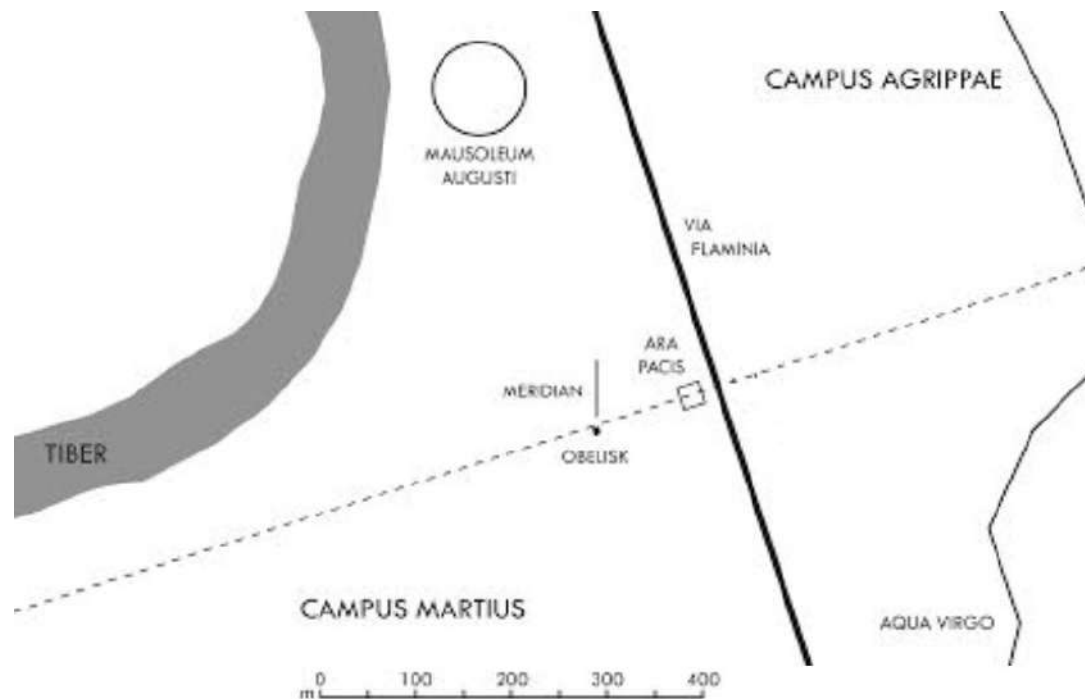 CAMPUS AGRIPPAE
MAUSOLEUM
AUGUSTI
VIA
FLAMINIA
ARA
PACIS
MERIDIAN
OBELISK
TIBER
CAMPUS MARTIUS
AQUA VIRGO
m 0 100 200 300 400